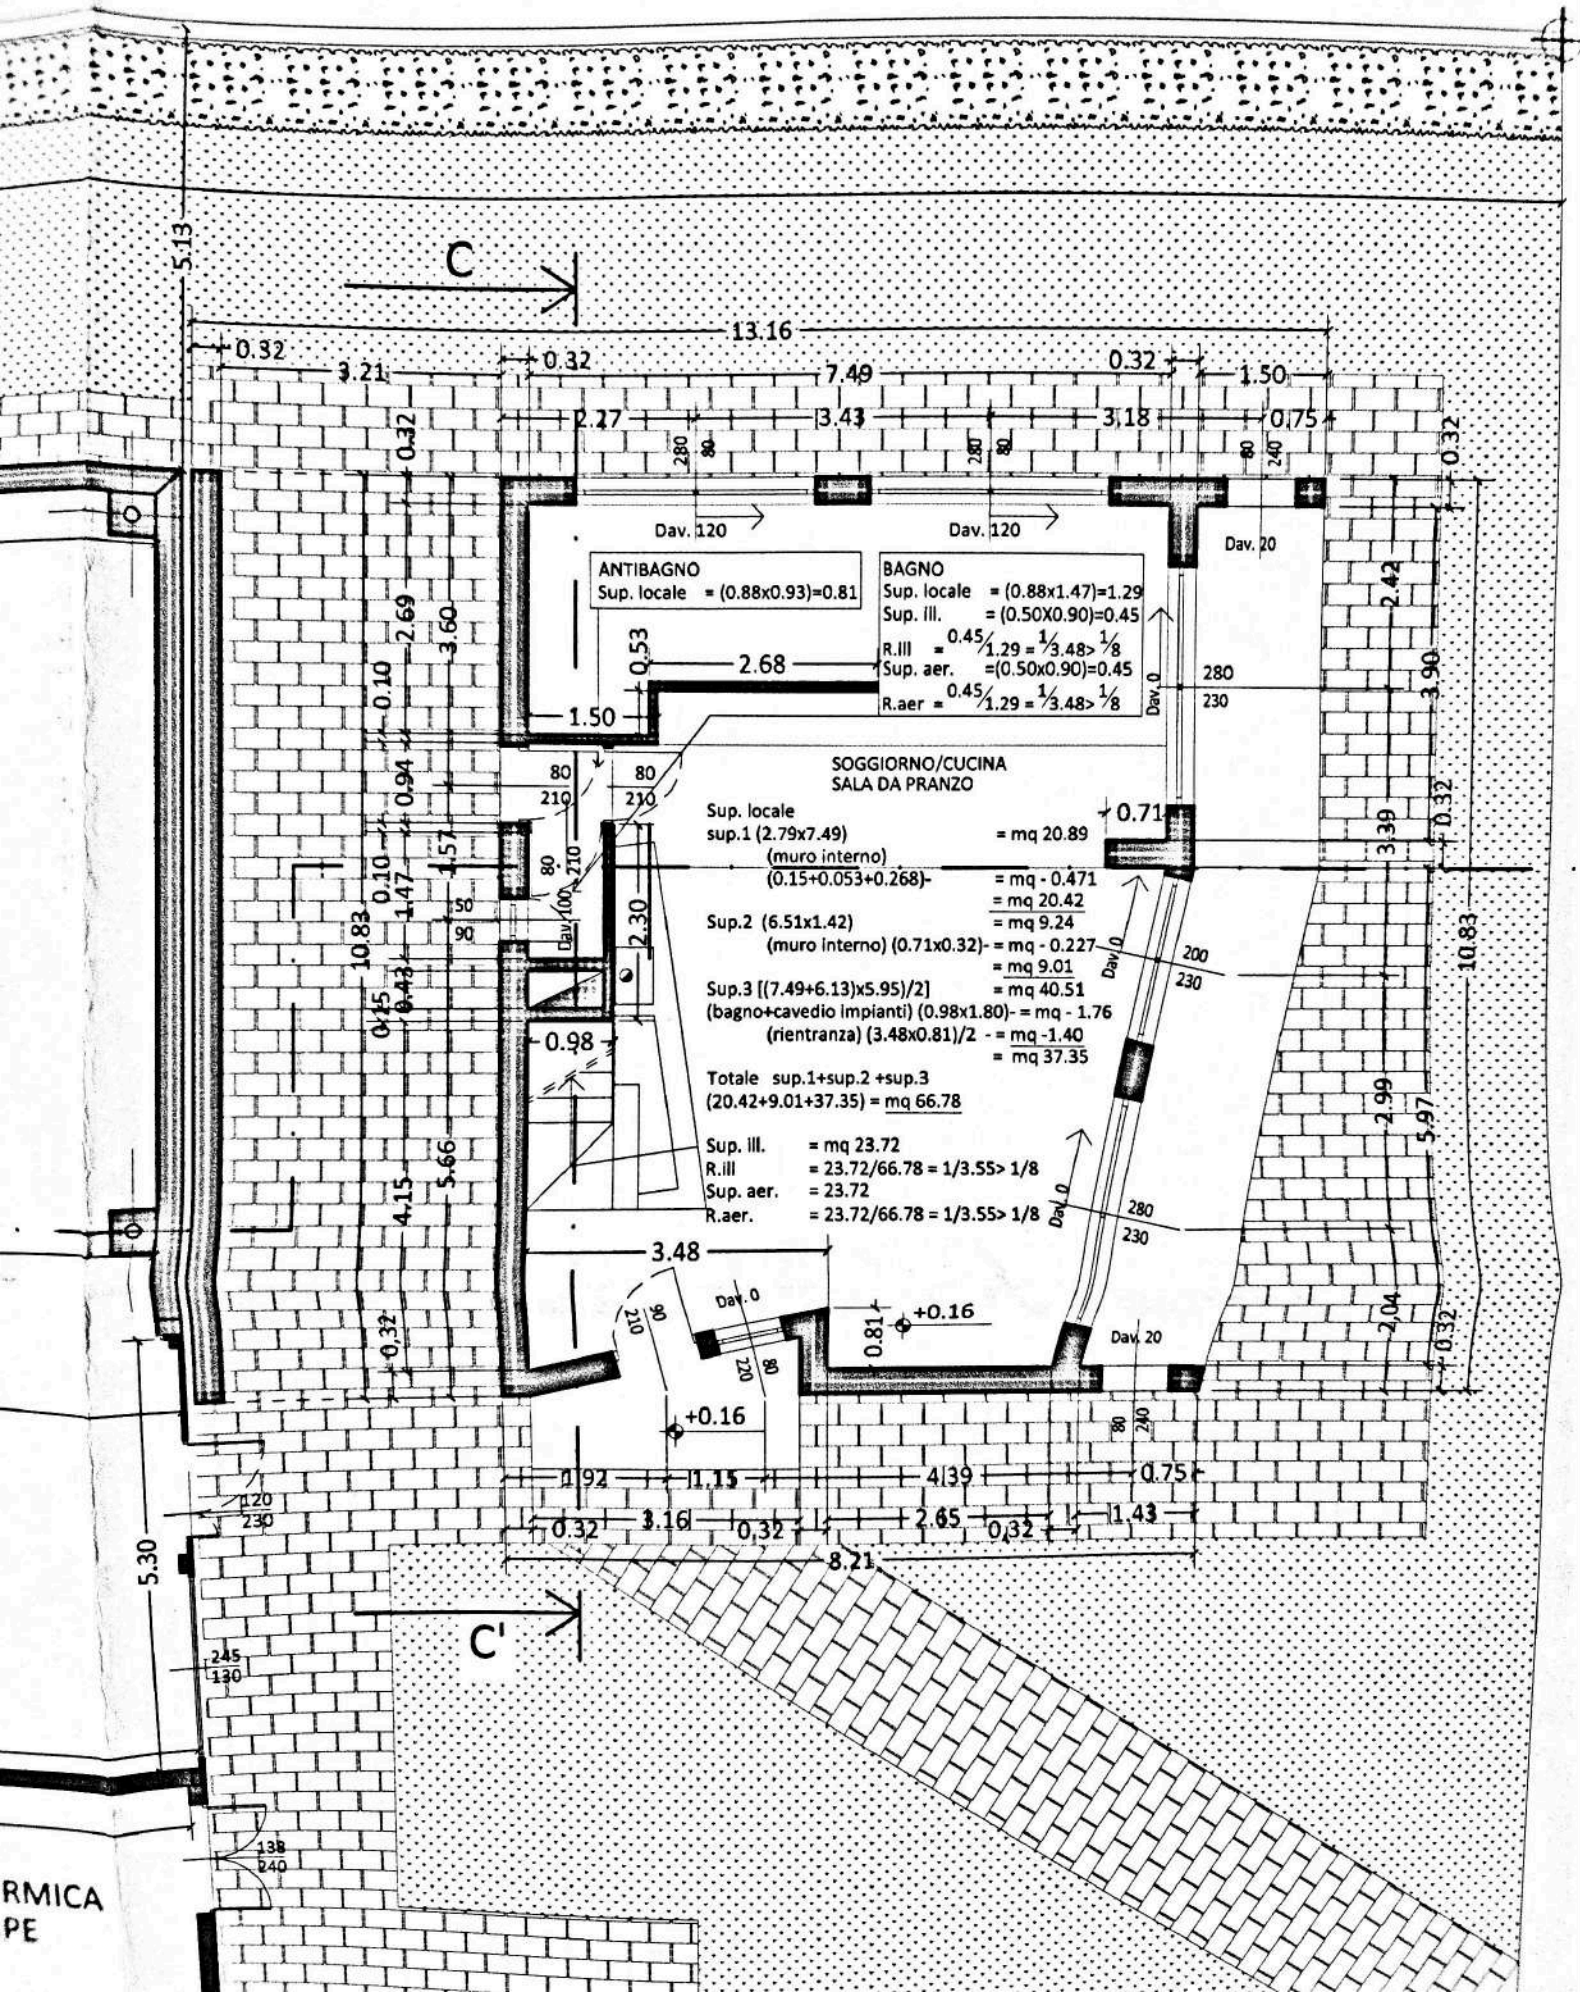 5.13
C
13.16
0.32
0.32
0.32
3.21
7.49
1.50
2.27
3.43
3.18
0.75
0.32
0.32
280
80
280
80
80
240
Dav. 120
Dav. 120
Dav. 20
ANTIBAGNO
Sup. locale = (0.88x0.93)=0.81
BAGNO
Sup. locale = (0.88x1.47)=1.29
Sup. ill. = (0.50X0.90)=0.45
R.ill = 0.45/1.29 = 1/3.48> 1/8
Sup. aer. =(0.50x0.90)=0.45
R.aer = 0.45/1.29 = 1/3.48> 1/8
2.69
3.60
0.53
2.68
2.42
3.90
Dav. 0
280
230
0.10
1.50
0.94
80
210
80
210
SOGGIORNO/CUCINA
SALA DA PRANZO
Sup. locale
sup.1 (2.79x7.49) = mq 20.89
(muro interno)
(0.15+0.053+0.268)- = mq - 0.471
= mq 20.42
Sup.2 (6.51x1.42) = mq 9.24
(muro interno) (0.71x0.32)- = mq - 0.227
= mq 9.01
Sup.3 [(7.49+6.13)x5.95)/2] = mq 40.51
(bagno+cavedio impianti) (0.98x1.80)- = mq - 1.76
(rientranza) (3.48x0.81)/2 - = mq -1.40
= mq 37.35
Totale sup.1+sup.2 +sup.3
(20.42+9.01+37.35) = mq 66.78
Sup. ill. = mq 23.72
R.ill = 23.72/66.78 = 1/3.55> 1/8
Sup. aer. = 23.72
R.aer. = 23.72/66.78 = 1/3.55> 1/8
0.71
0.32
3.39
1.57
0.10
80
210
1.47
50
90
Dav. 100
2.30
10.83
10.83
Dav. 0
200
230
0.15
0.43
0.98
2.99
5.97
5.66
4.15
Dav. 0
280
230
3.48
Dav. 0
90
210
80
220
0.81
+0.16
Dav. 20
2,04
0.32
0,32
+0.16
80
240
1.92
1.15
4.39
0.75
0.32
3.16
0.32
2.65
0,32
1.43
8.21
120
230
5.30
C'
245
130
138
240
RMICA
PE